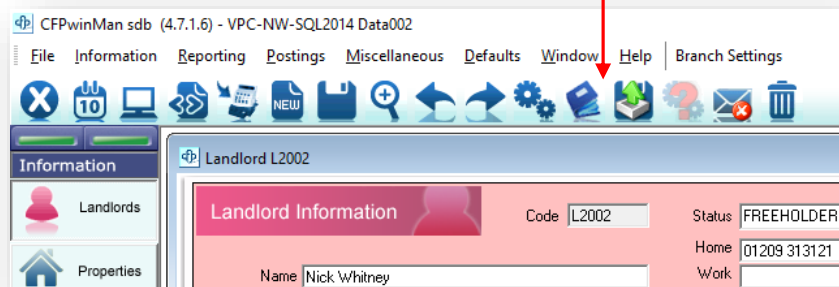 CFPwinMan sdb (4.7.1.6) - VPC-NW-SQL2014 Data002
File Information Reporting Postings Miscellaneous Defaults Window Help Branch Settings
10 NEW
Information
Landlord L2002
Landlords
Landlord Information Code L2002 Status FREEHOLDER
Home 01209 313121
Properties
Name Nick Whitney Work